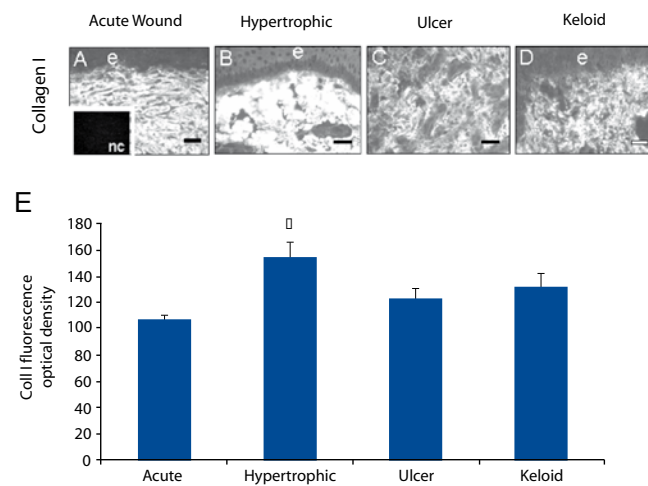 Acute Wound Hypertrophic Ulcer Keloid
Collagen I
A e B e C D e
nc
E
Coll I fluorescence
optical density
180
▯
160
140
120
100
80
60
40
20
0
Acute Hypertrophic Ulcer Keloid